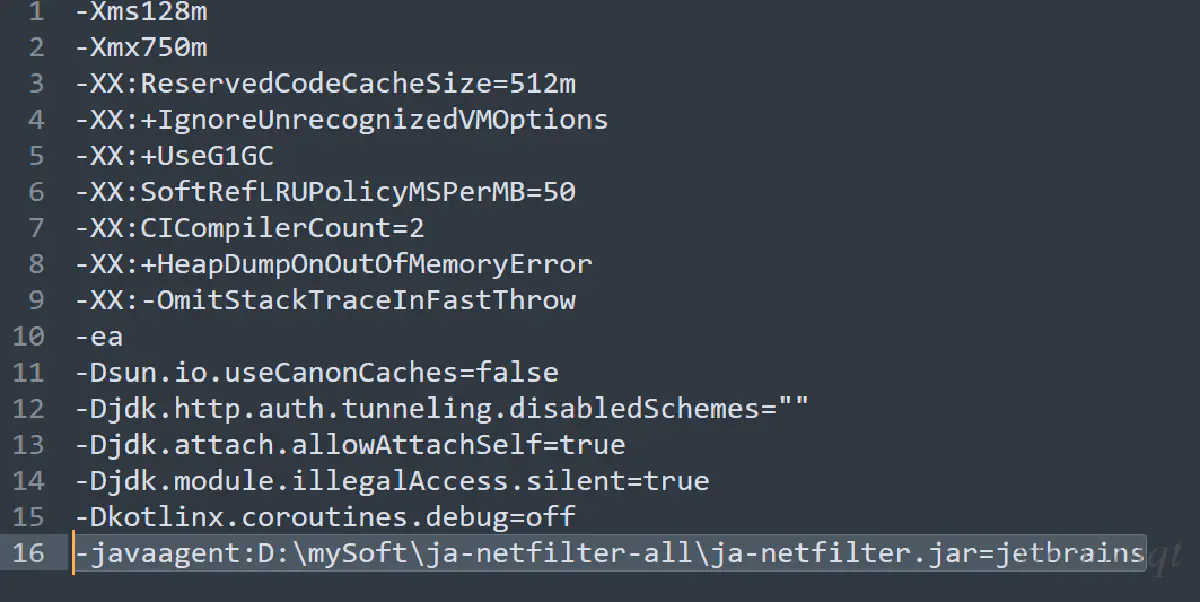 1 -Xms128m
2 -Xmx750m
3 -XX:ReservedCodeCacheSize=512m
4 -XX:+IgnoreUnrecognizedVMOptions
5 -XX:+UseG1GC
6 -XX:SoftRefLRUPolicyMSPerMB=50
7 -XX:CICompilerCount=2
8 -XX:+HeapDumpOnOutOfMemoryError
9 -XX:-OmitStackTraceInFastThrow
10 -ea
11 -Dsun.io.useCanonCaches=false
12 -Djdk.http.auth.tunneling.disabledSchemes=""
13 -Djdk.attach.allowAttachSelf=true
14 -Djdk.module.illegalAccess.silent=true
15 -Dkotlinx.coroutines.debug=off
16 -javaagent:D:\mySoft\ja-netfilter-all\ja-netfilter.jar=jetbrains